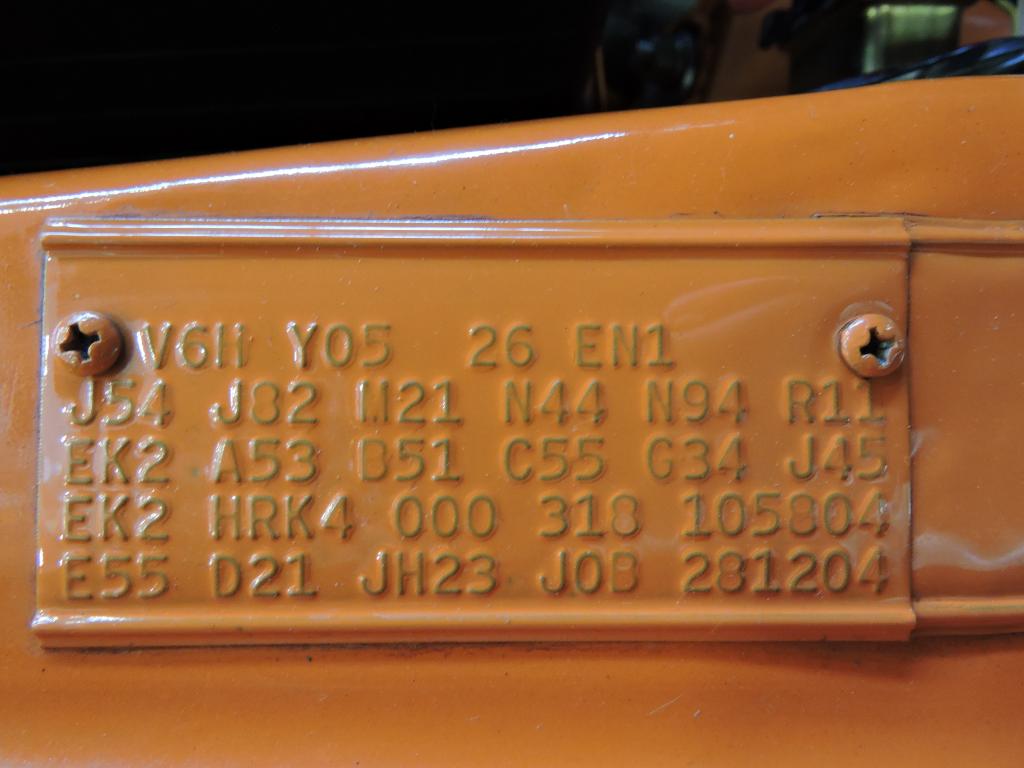 V6H Y05 26 EN1
J54 J82 M21 N44 N94 R11
EK2 A53 B51 C55 G34 J45
EK2 HRK4 000 318 105804
E55 D21 JH23 J0B 281204